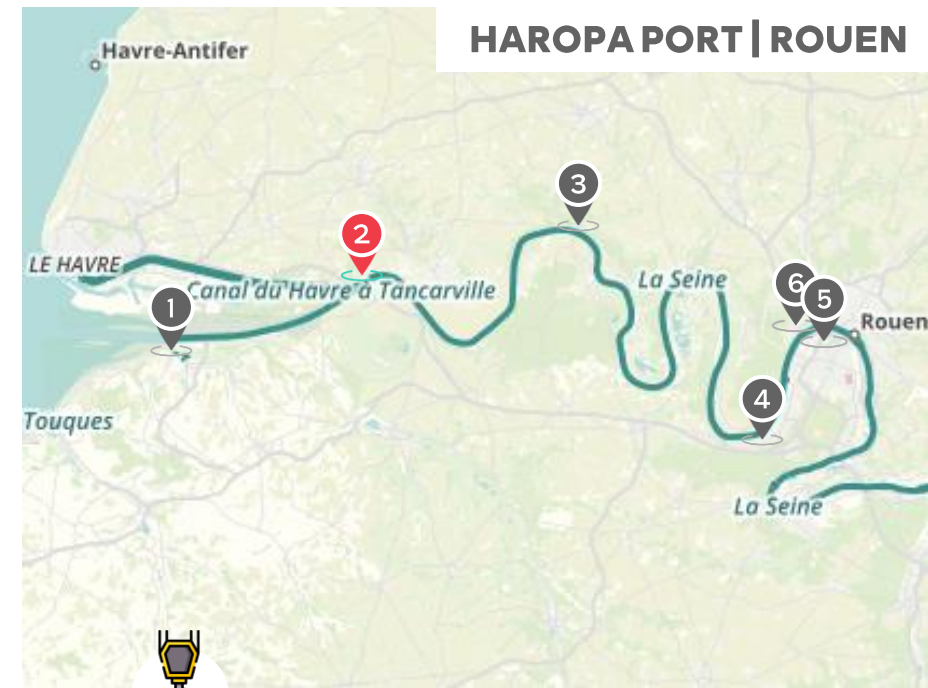 HAROPA PORT | ROUEN
Havre-Antifer
3
2
LE HAVRE
La Seine
Canal du Havre à Tancarville
1
6
5
Rouen
4
Touques
La Seine